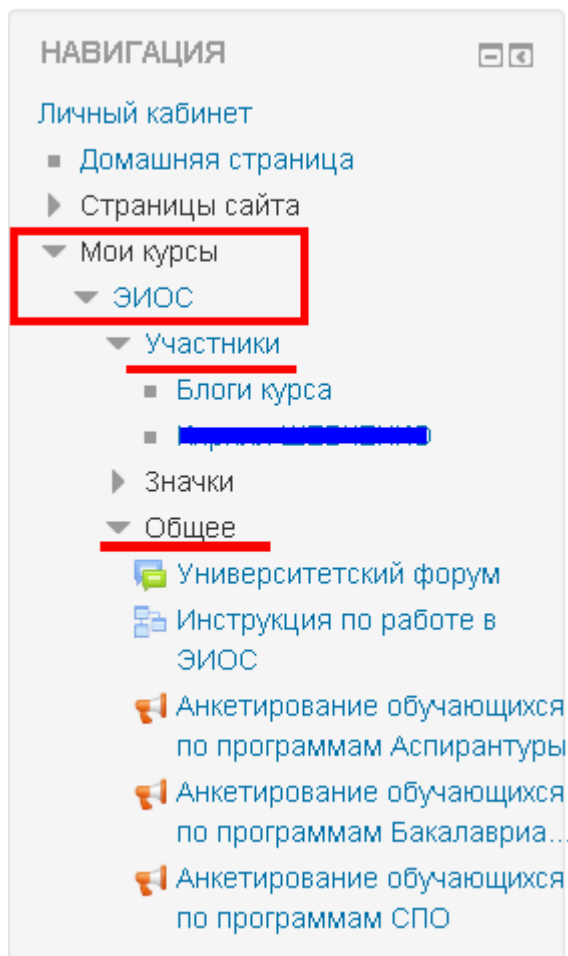 НАВИГАЦИЯ
Личный кабинет
Домашняя страница
Страницы сайта
Мои курсы
ЭИОС
Участники
Блоги курса
Значки
Общее
Университетский форум
Инструкция по работе в
ЭИОС
Анкетирование обучающихся
по программам Аспирантуры
Анкетирование обучающихся
по программам Бакалавриа...
Анкетирование обучающихся
по программам СПО